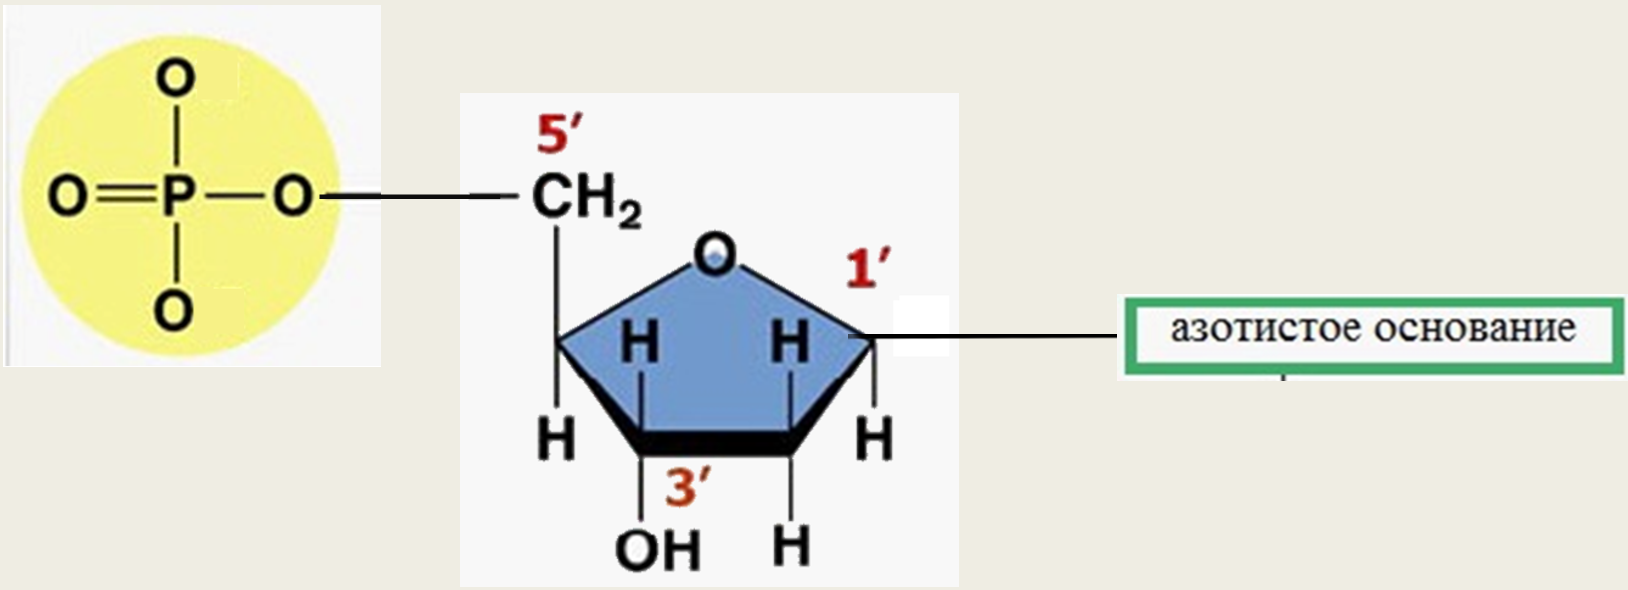 O
O=P—O
O
5′
CH₂
O
1′
H H
H H
3′
OH H
азотистое основание